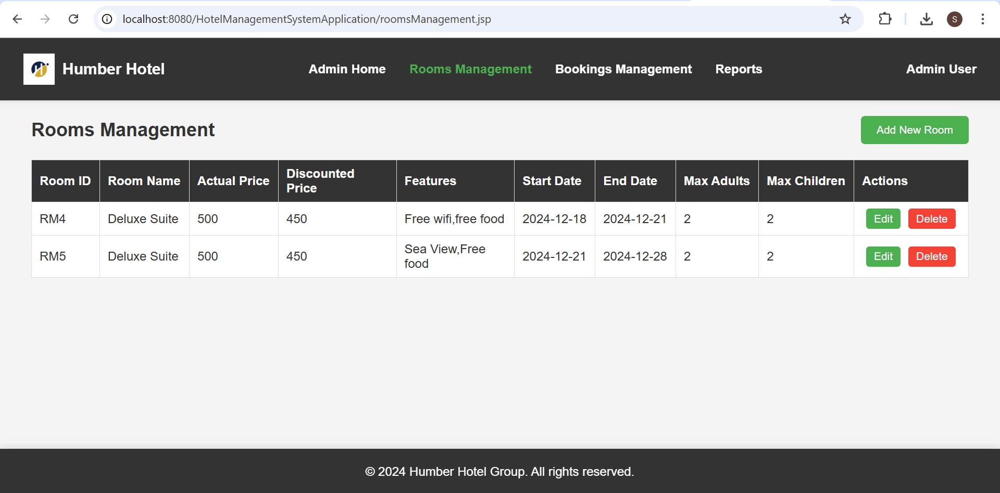 localhost:8080/HotelManagementSystemApplication/roomsManagement.jsp
S
H
Humber Hotel
Admin Home
Rooms Management
Bookings Management
Reports
Admin User
Rooms Management
Add New Room
Room ID
Room Name
Actual Price
Discounted
Price
Features
Start Date
End Date
Max Adults
Max Children
Actions
RM4
Deluxe Suite
500
450
Free wifi,free food
2024-12-18
2024-12-21
2
2
Edit
Delete
RM5
Deluxe Suite
500
450
Sea View,Free
food
2024-12-21
2024-12-28
2
2
Edit
Delete
© 2024 Humber Hotel Group. All rights reserved.